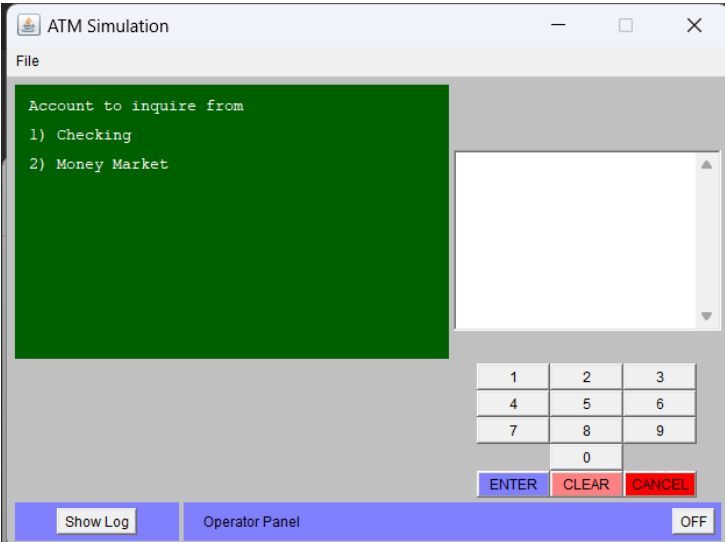 ATM Simulation
File
Account to inquire from
1) Checking
2) Money Market
1 2 3
4 5 6
7 8 9
0
ENTER CLEAR CANCEL
Show Log Operator Panel OFF